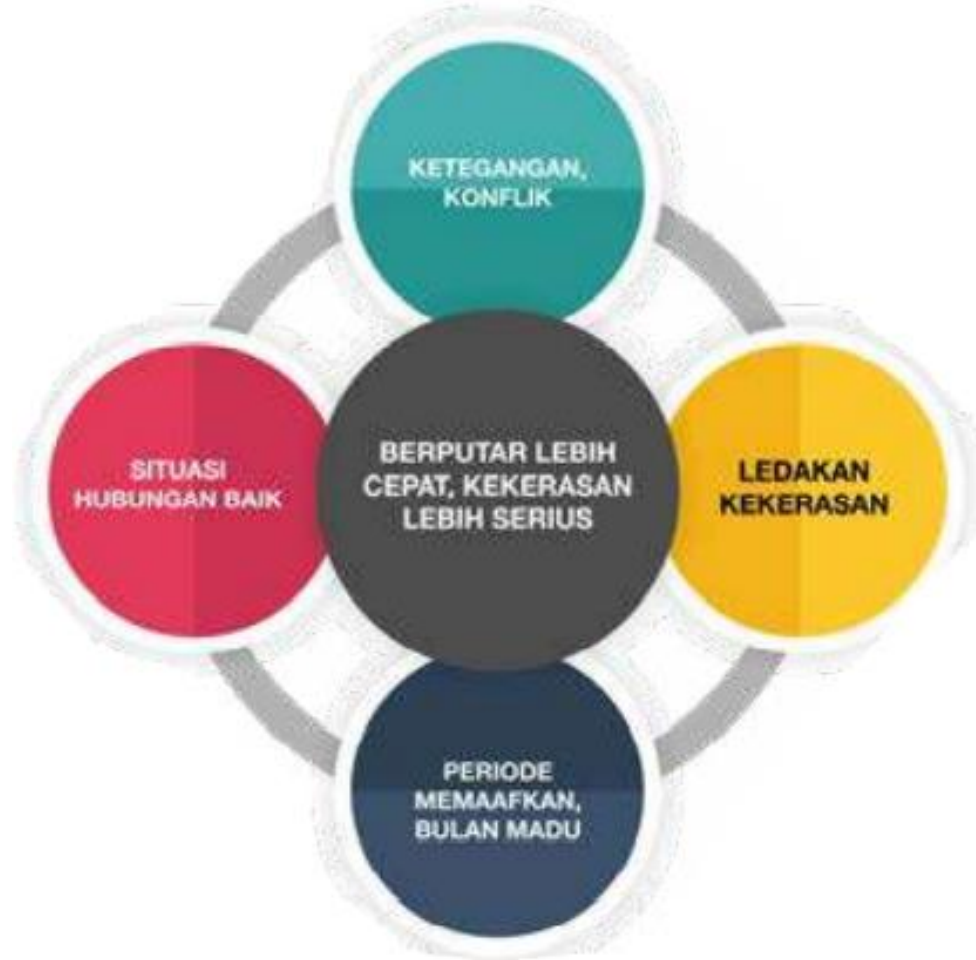 KETEGANGAN,
KONFLIK
SITUASI
HUBUNGAN BAIK
BERPUTAR LEBIH
CEPAT, KEKERASAN
LEBIH SERIUS
LEDAKAN
KEKERASAN
PERIODE
MEMAAFKAN,
BULAN MADU